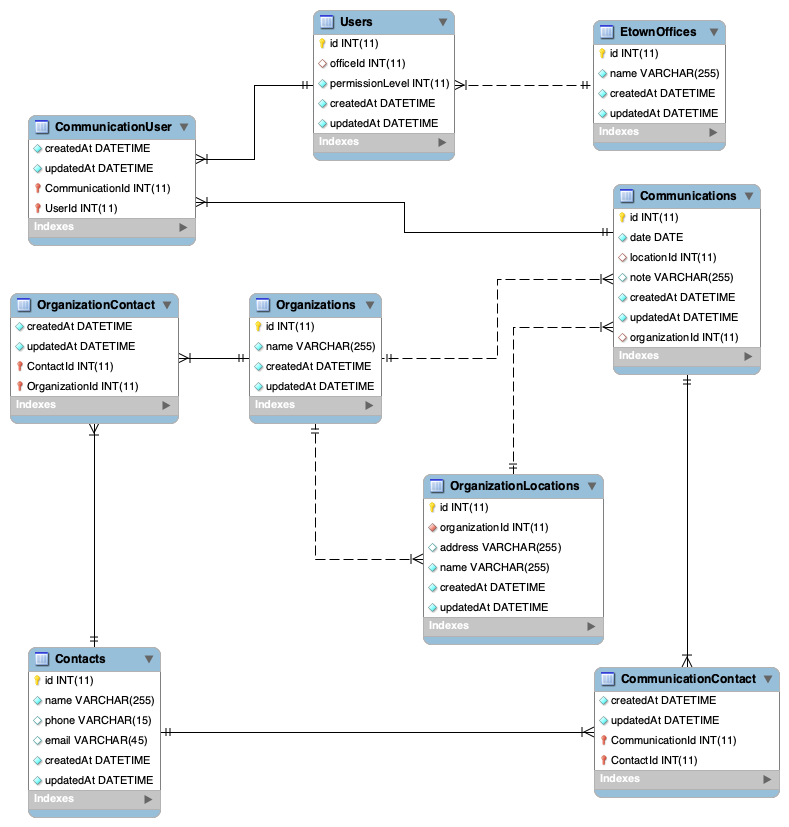 Users
id INT(11)
officeId INT(11)
permissionLevel INT(11)
createdAt DATETIME
updatedAt DATETIME
Indexes
EtownOffices
id INT(11)
name VARCHAR(255)
createdAt DATETIME
updatedAt DATETIME
Indexes
CommunicationUser
createdAt DATETIME
updatedAt DATETIME
CommunicationId INT(11)
UserId INT(11)
Indexes
Communications
id INT(11)
date DATE
locationId INT(11)
note VARCHAR(255)
createdAt DATETIME
updatedAt DATETIME
organizationId INT(11)
Indexes
OrganizationContact
createdAt DATETIME
updatedAt DATETIME
ContactId INT(11)
OrganizationId INT(11)
Indexes
Organizations
id INT(11)
name VARCHAR(255)
createdAt DATETIME
updatedAt DATETIME
Indexes
OrganizationLocations
id INT(11)
organizationId INT(11)
address VARCHAR(255)
name VARCHAR(255)
createdAt DATETIME
updatedAt DATETIME
Indexes
Contacts
id INT(11)
name VARCHAR(255)
phone VARCHAR(15)
email VARCHAR(45)
createdAt DATETIME
updatedAt DATETIME
Indexes
CommunicationContact
createdAt DATETIME
updatedAt DATETIME
CommunicationId INT(11)
ContactId INT(11)
Indexes